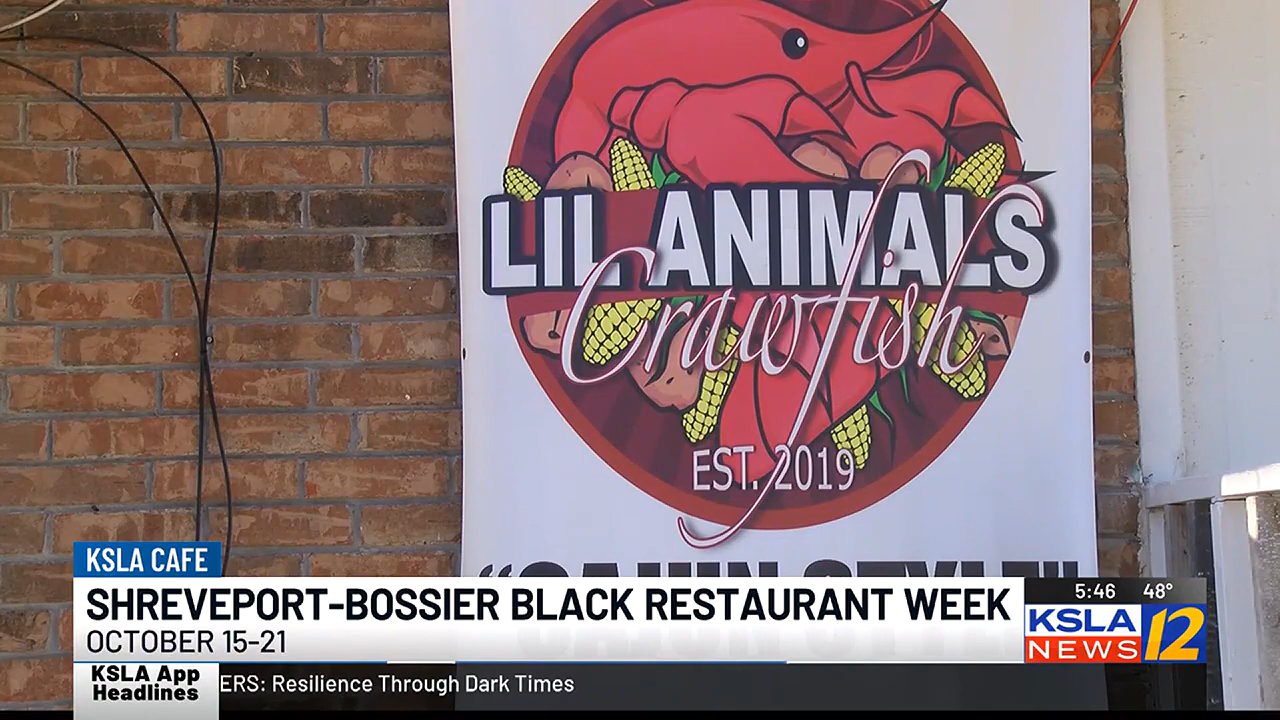 LIL ANIMALS
Crawfish
EST. 2019
KSLA CAFE
SHREVEPORT-BOSSIER BLACK RESTAURANT WEEK
OCTOBER 15-21
5:46 48°
KSLA
NEWS 12
KSLA App
Headlines
ERS: Resilience Through Dark Times